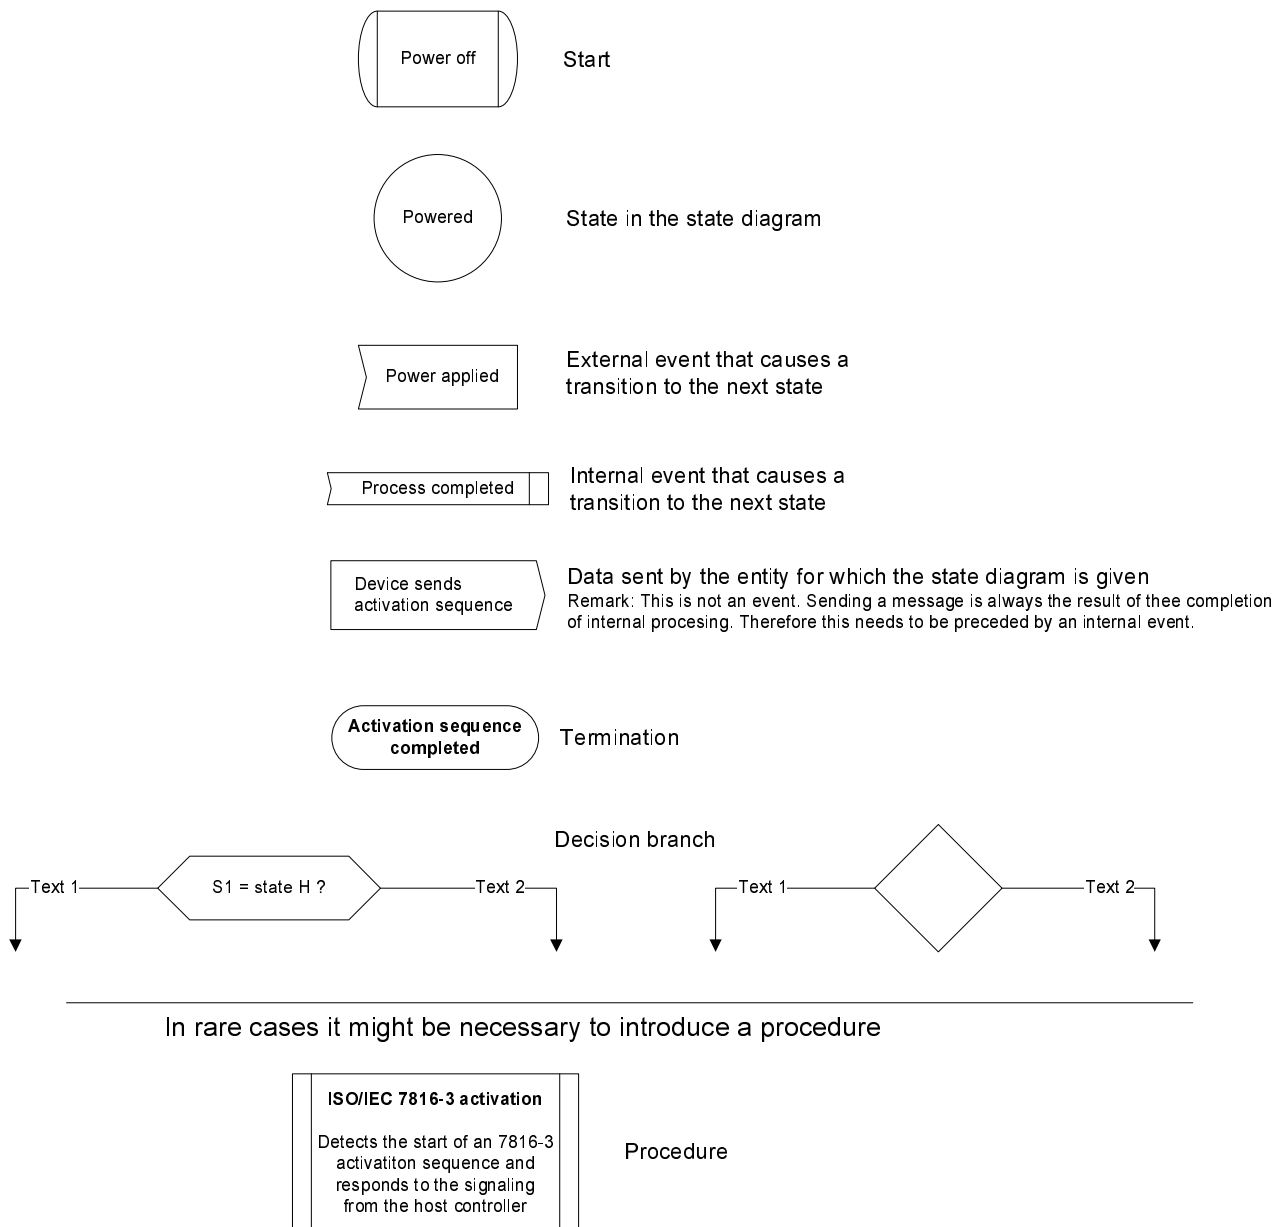 Power off
Start
Powered
State in the state diagram
Power applied
External event that causes a
transition to the next state
Process completed
Internal event that causes a
transition to the next state
Device sends
activation sequence
Data sent by the entity for which the state diagram is given
Remark: This is not an event. Sending a message is always the result of thee completion
of internal procesing. Therefore this needs to be preceded by an internal event.
Activation sequence
completed
Termination
Decision branch
Text 1
S1 = state H ?
Text 2
Text 1
Text 2
In rare cases it might be necessary to introduce a procedure
ISO/IEC 7816-3 activation
Detects the start of an 7816-3
activatiton sequence and
responds to the signaling
from the host controller
Procedure